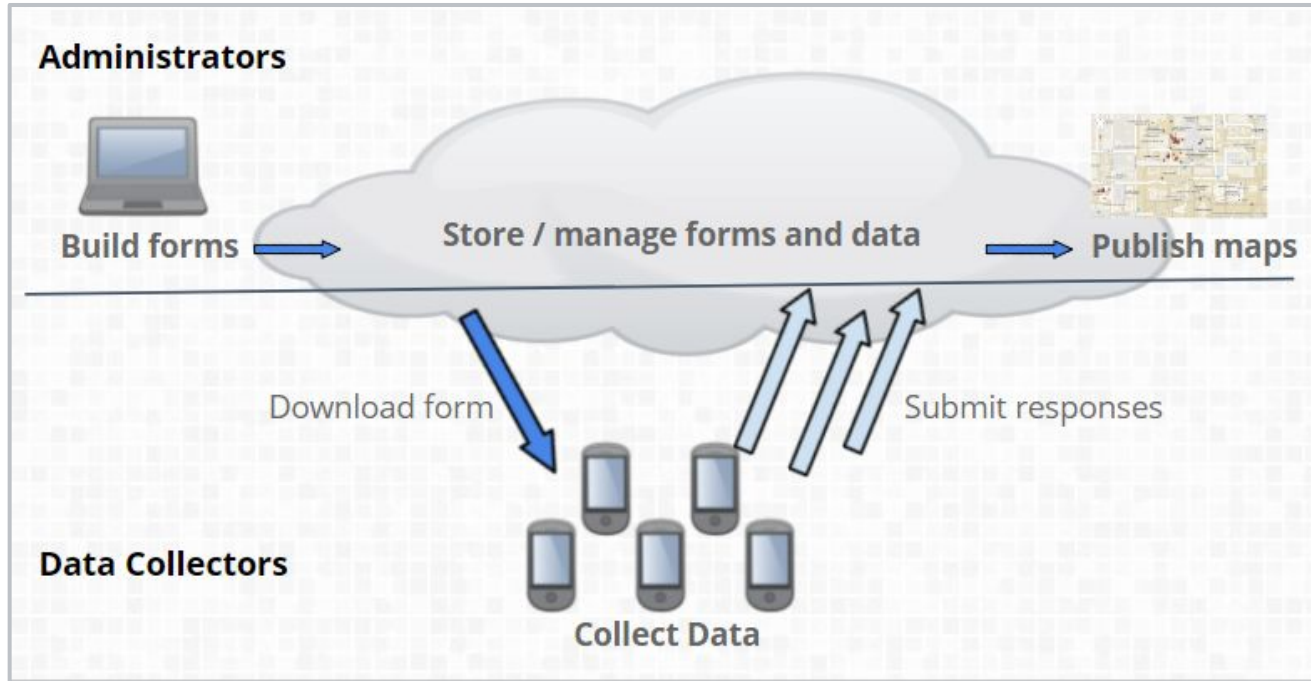 Administrators
Build forms
Store / manage forms and data
Publish maps
Download form
Submit responses
Data Collectors
Collect Data